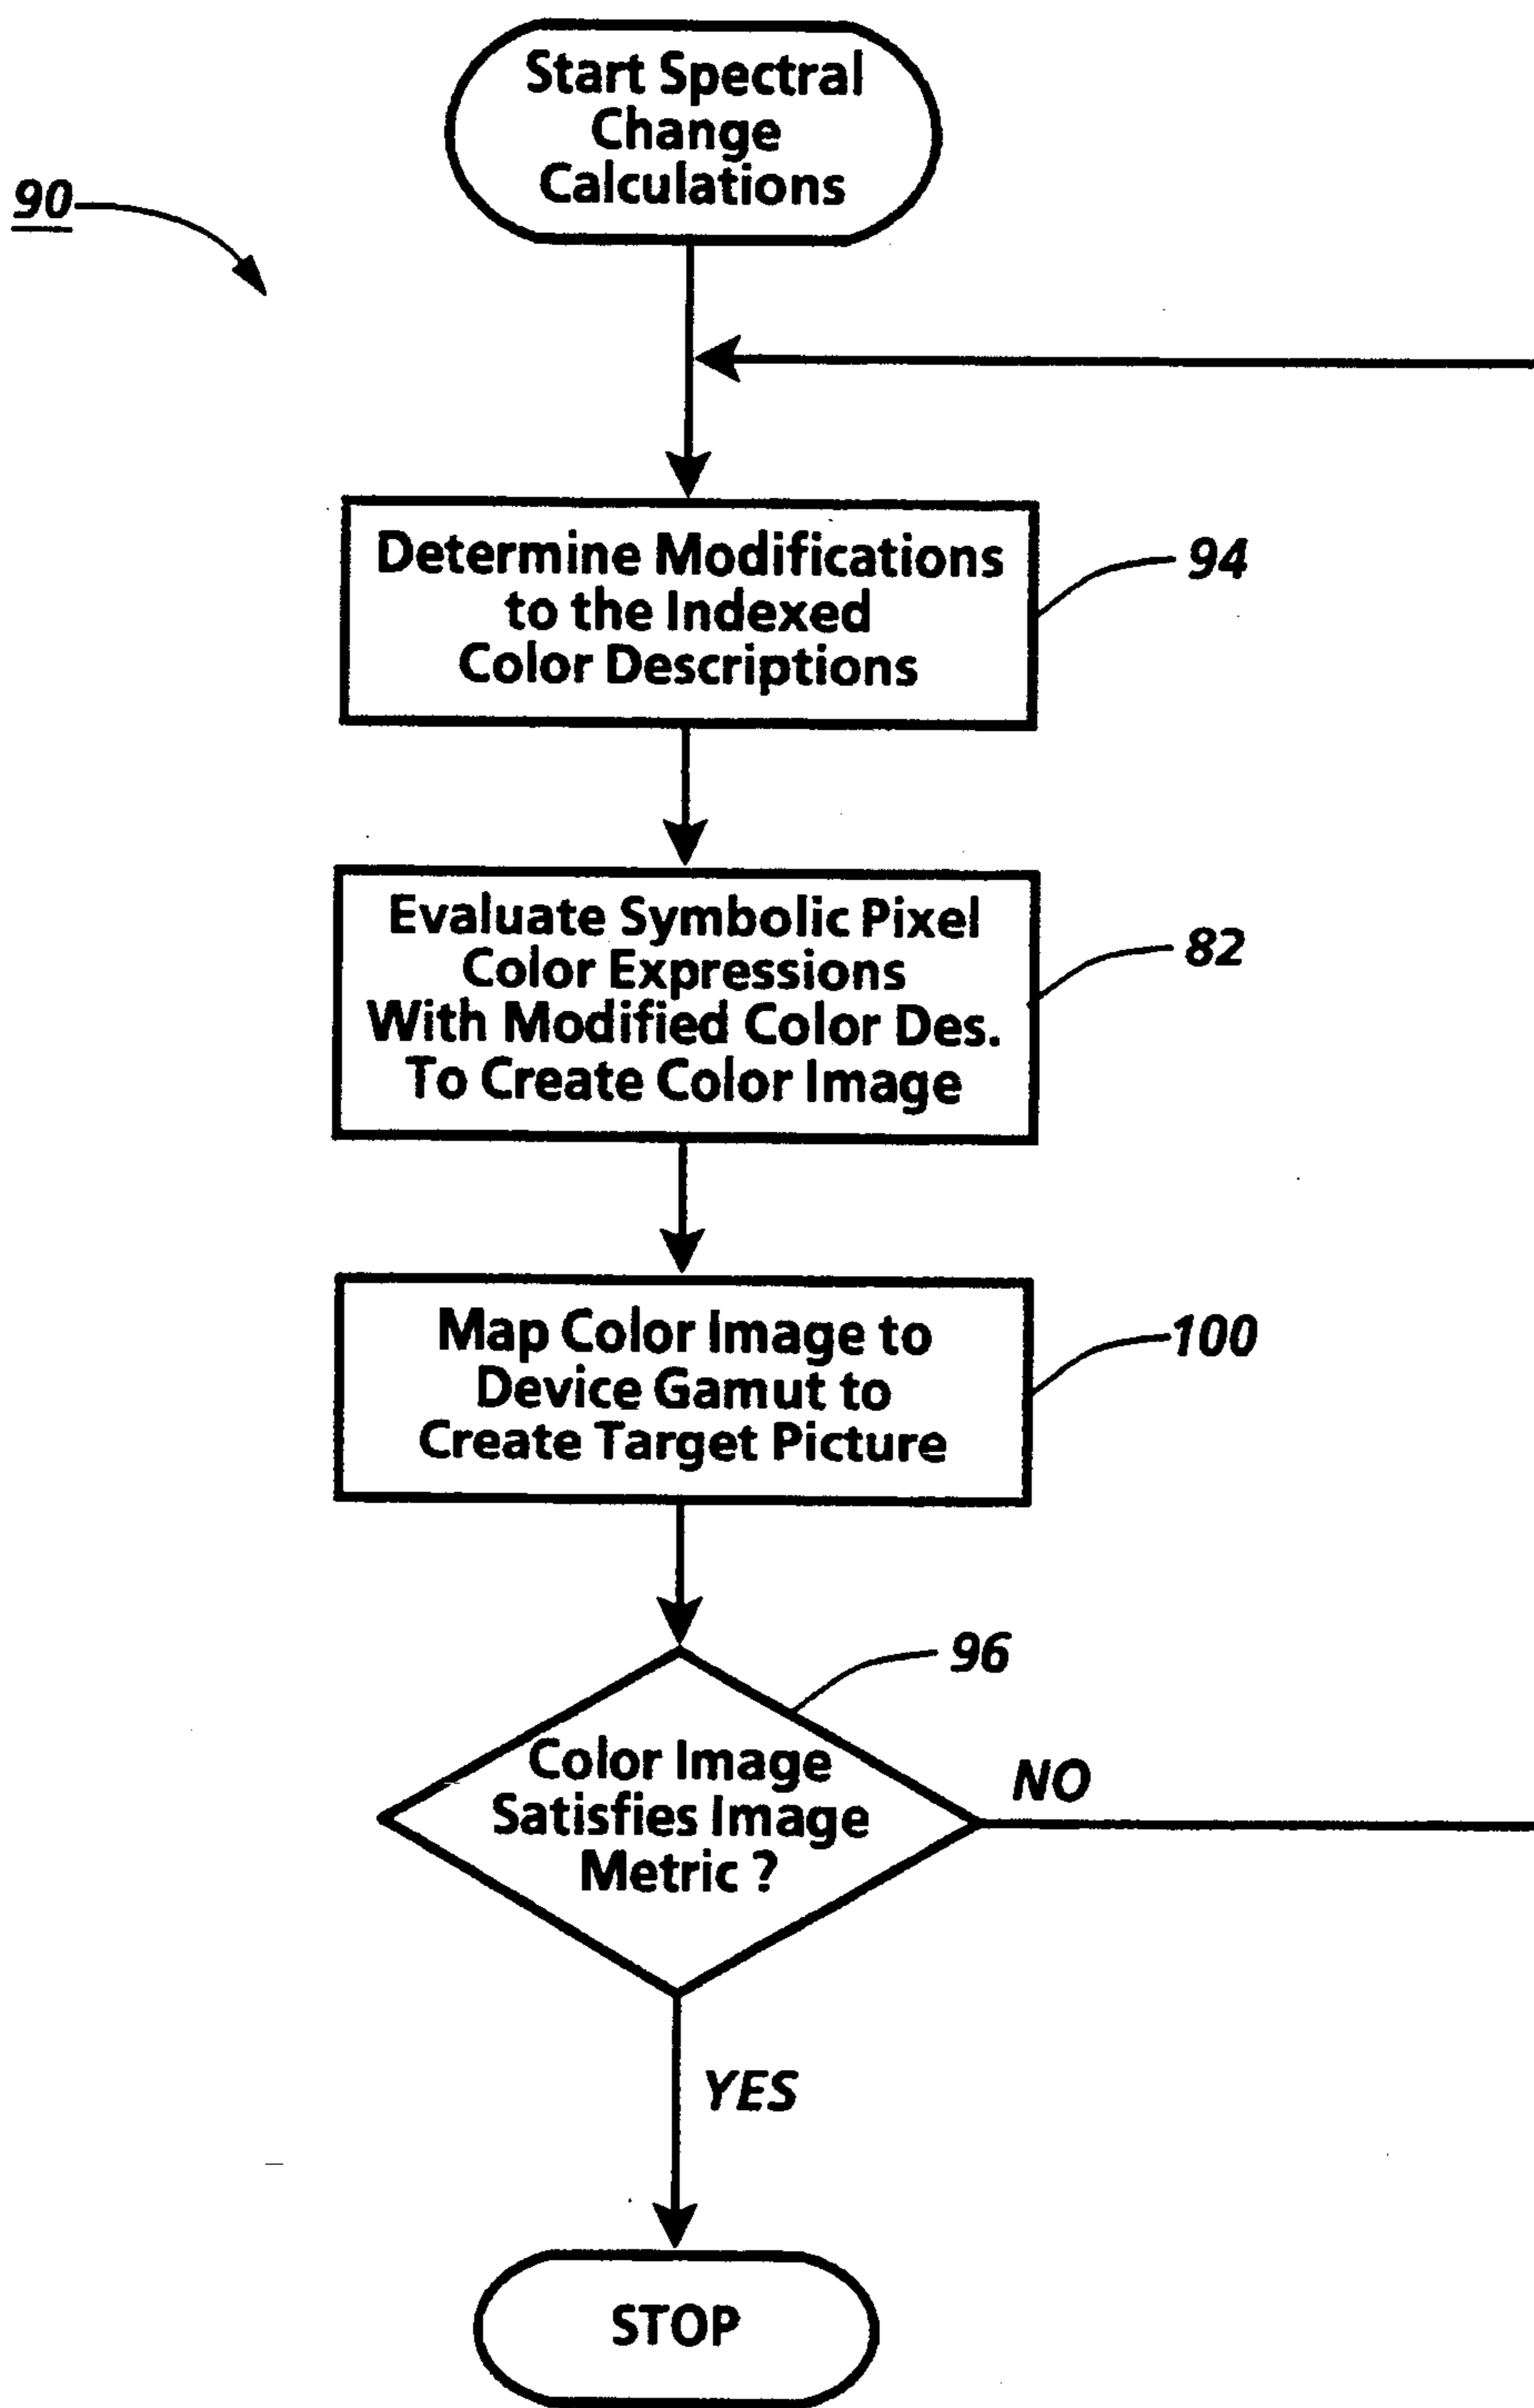 Start Spectral
Change
Calculations
90
Determine Modifications
to the Indexed
Color Descriptions
94
Evaluate Symbolic Pixel
Color Expressions
With Modified Color Des.
To Create Color Image
82
Map Color Image to
Device Gamut to
Create Target Picture
100
96
Color Image
Satisfies Image
Metric ?
NO
YES
STOP